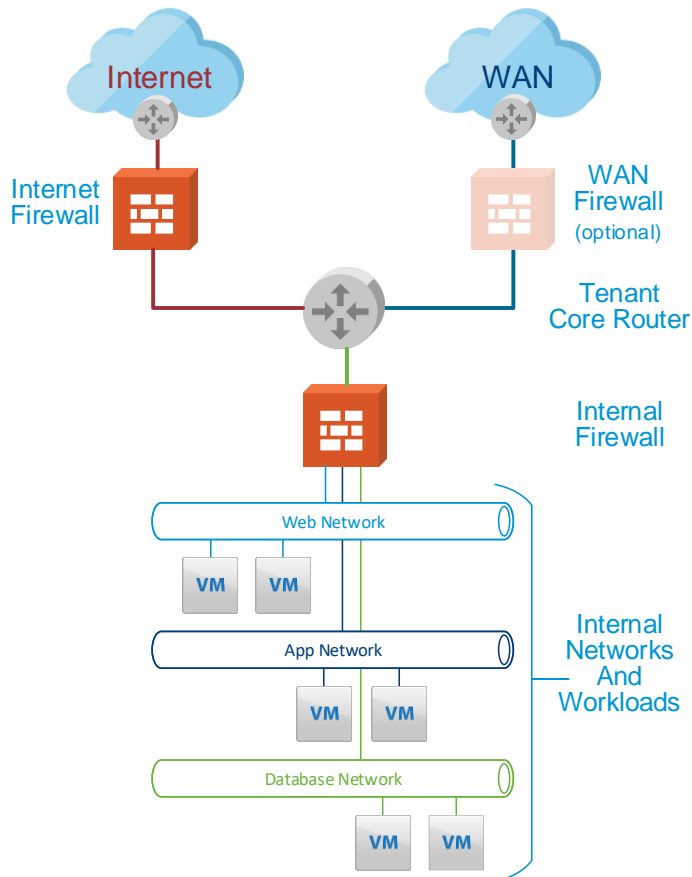 Internet
WAN
Internet
Firewall
WAN
Firewall
(optional)
Tenant
Core Router
Internal
Firewall
Web Network
VM
VM
App Network
VM
VM
Internal
Networks
And
Workloads
Database Network
VM
VM